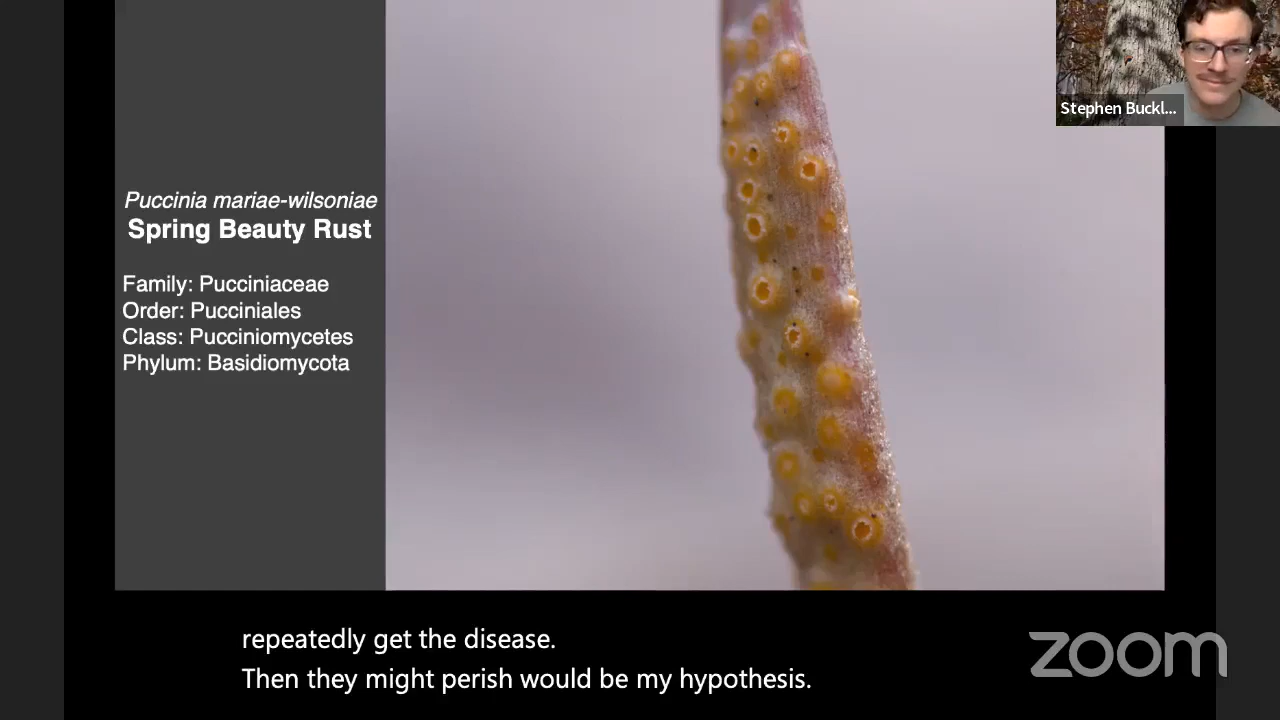 Stephen Buckl...
Puccinia mariae-wilsoniae
Spring Beauty Rust
Family: Pucciniaceae
Order: Pucciniales
Class: Pucciniomycetes
Phylum: Basidiomycota
repeatedly get the disease.
Then they might perish would be my hypothesis.
zoom